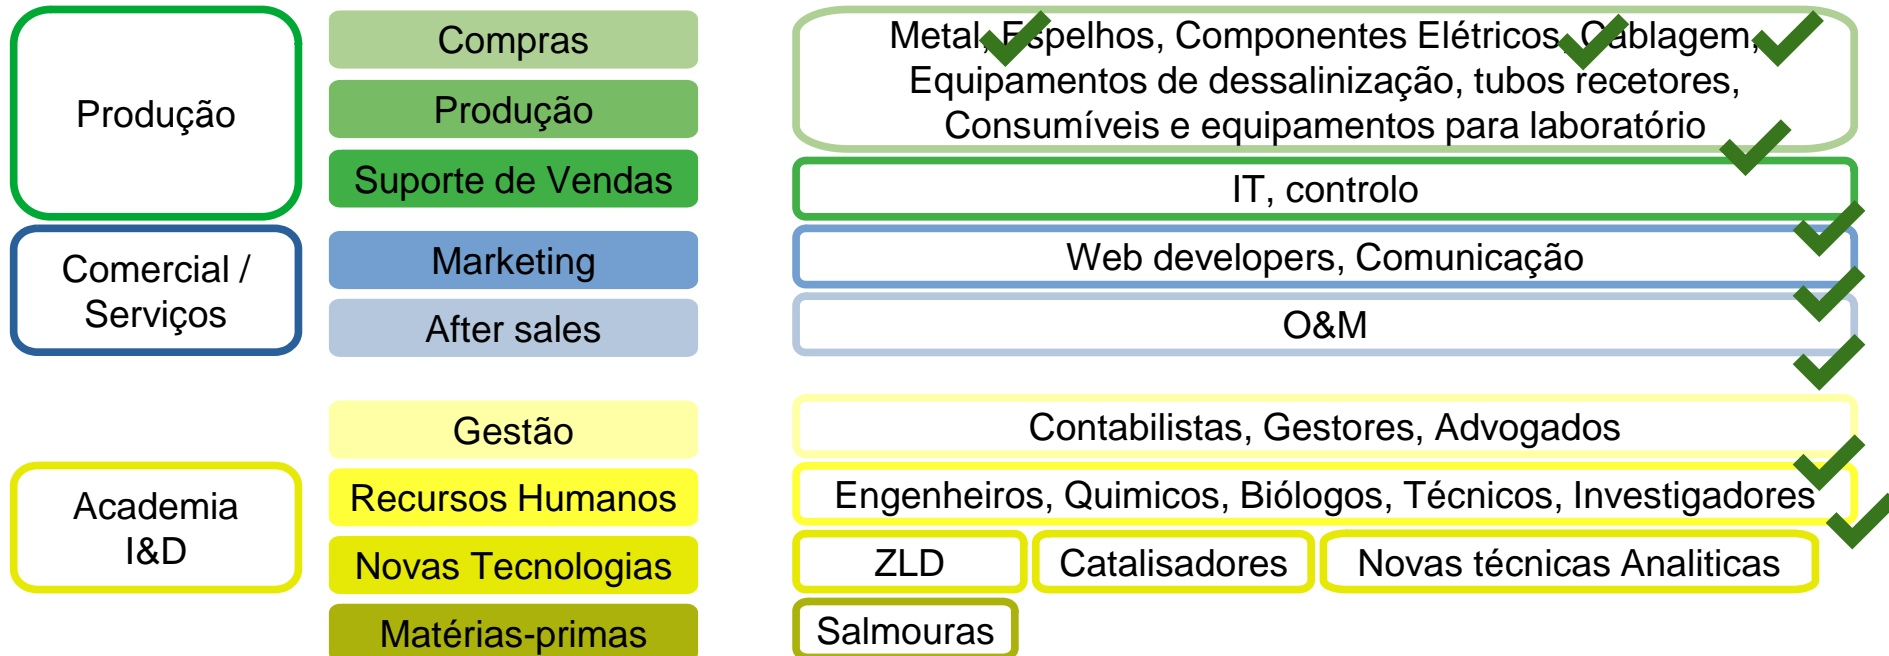 Produção
Compras
Produção
Suporte de Vendas
Metal, Espelhos, Componentes Elétricos, Cablagem,
Equipamentos de dessalinização, tubos recetores,
Consumíveis e equipamentos para laboratório
IT, controlo
Comercial /
Serviços
Marketing
After sales
Web developers, Comunicação
O&M
Academia
I&D
Gestão
Recursos Humanos
Novas Tecnologias
Matérias-primas
Contabilistas, Gestores, Advogados
Engenheiros, Quimicos, Biólogos, Técnicos, Investigadores
ZLD
Catalisadores
Novas técnicas Analiticas
Salmouras